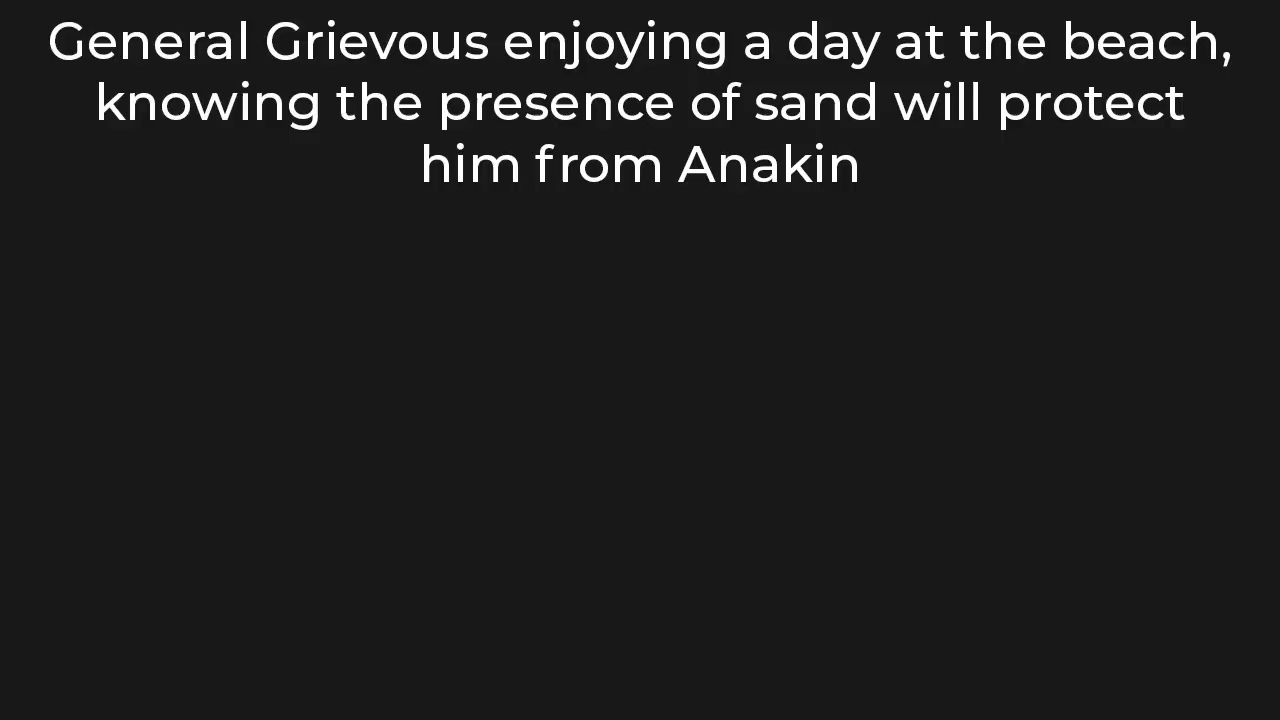 General Grievous enjoying a day at the beach,
knowing the presence of sand will protect
him from Anakin